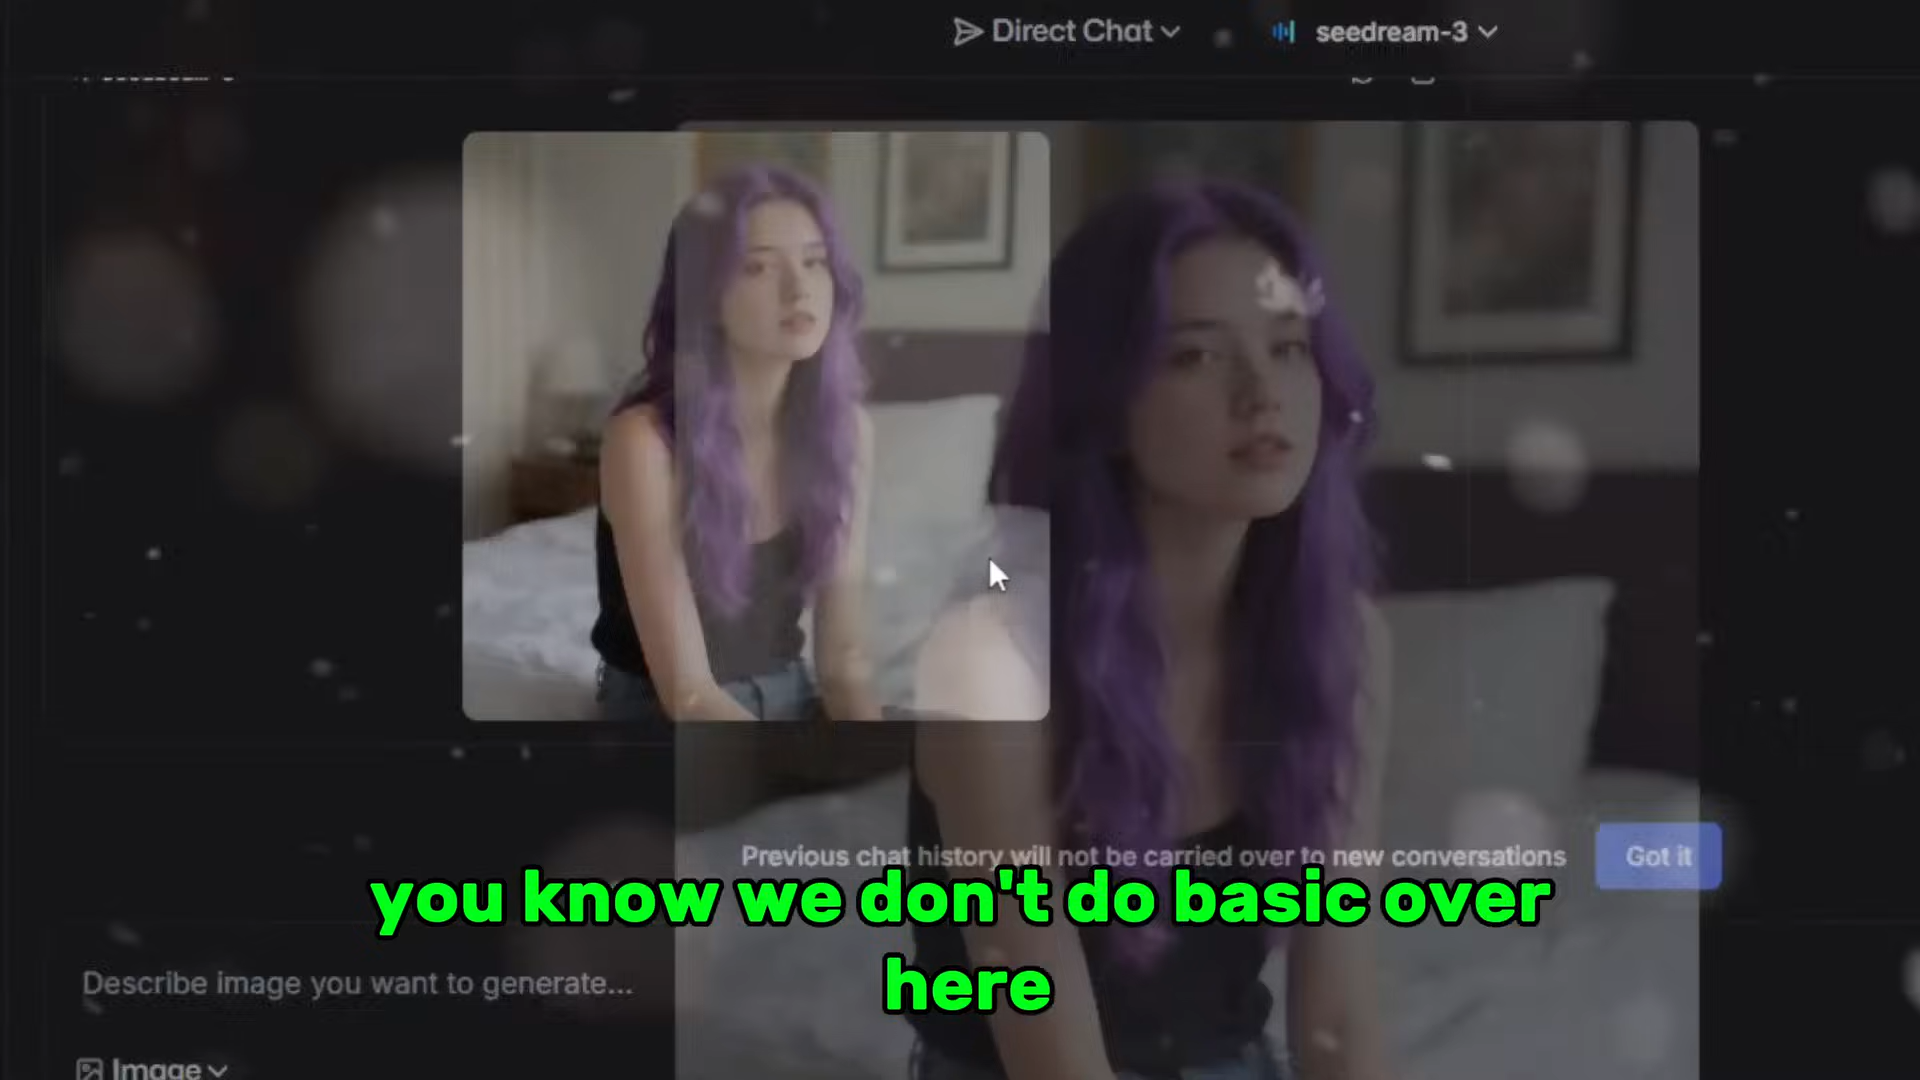 Direct Chat
seedream-3
Previous chat history will not be carried over to new conversations
Got it
you know we don't do basic over
here
Describe image you want to generate...
Image